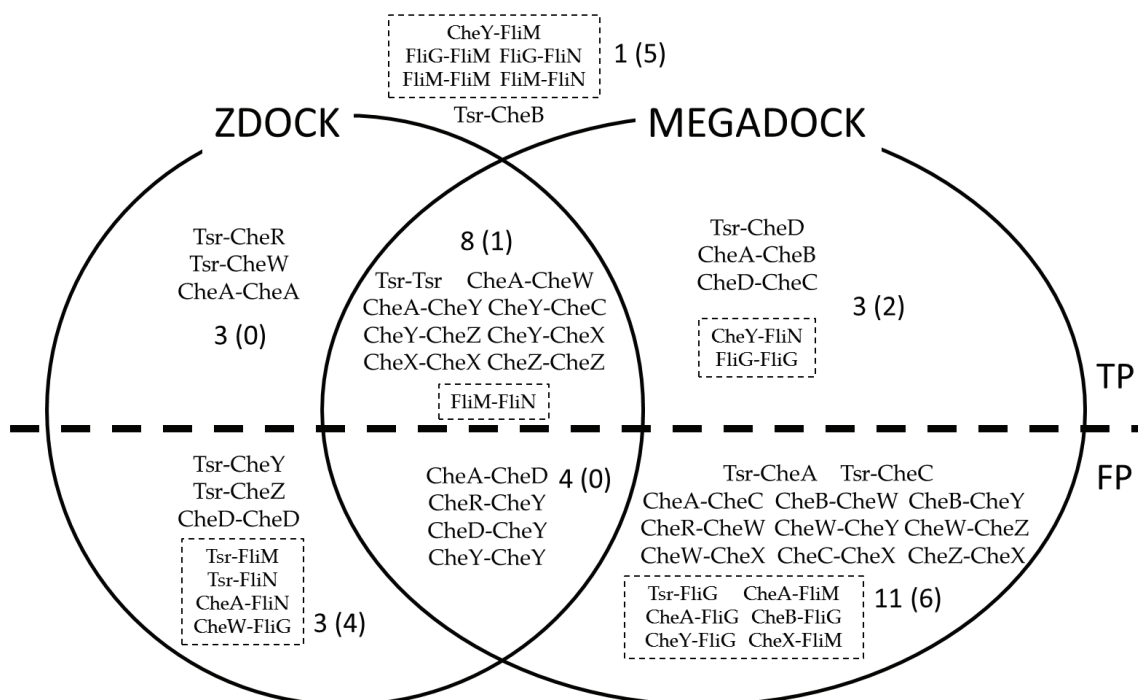 CheY-FliM
FliG-FliM FliG-FliN
FliM-FliM FliM-FliN
1 (5)
Tsr-CheB
ZDOCK
MEGADOCK
Tsr-CheR
Tsr-CheW
CheA-CheA
3 (0)
8 (1)
Tsr-Tsr CheA-CheW
CheA-CheY CheY-CheC
CheY-CheZ CheY-CheX
CheX-CheX CheZ-CheZ
FliM-FliN
Tsr-CheD
CheA-CheB
CheD-CheC
3 (2)
CheY-FliN
FliG-FliG
TP
FP
Tsr-CheY
Tsr-CheZ
CheD-CheD
Tsr-FliM
Tsr-FliN
CheA-FliN
CheW-FliG
3 (4)
CheA-CheD
CheR-CheY
CheD-CheY
CheY-CheY
4 (0)
Tsr-CheA Tsr-CheC
CheA-CheC CheB-CheW CheB-CheY
CheR-CheW CheW-CheY CheW-CheZ
CheW-CheX CheC-CheX CheZ-CheX
Tsr-FliG CheA-FliM
CheA-FliG CheB-FliG
CheY-FliG CheX-FliM
11 (6)